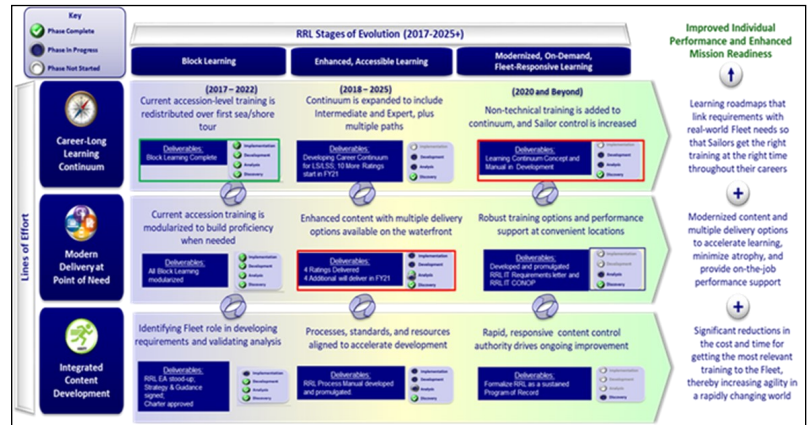 Key
Phase Complete
Phase In Progress
Phase Not Started
RRL Stages of Evolution (2017-2025+)
Block Learning
Enhanced, Accessible Learning
Modernized, On-Demand,
Fleet-Responsive Learning
Improved Individual
Performance and Enhanced
Mission Readiness
Lines of Effort
Career-Long
Learning
Continuum
(2017 – 2022)
Current accession-level training is
redistributed over first sea/shore
tour
Deliverables:
Block Learning Complete
Implementation
Development
Analysis
Discovery
(2018 – 2025)
Continuum is expanded to include
Intermediate and Expert, plus
multiple paths
Deliverables:
Developing Career Continuum
for LS/LSS; 10 More Ratings
start in FY21
Implementation
Development
Analysis
Discovery
(2020 and Beyond)
Non-technical training is added to
continuum, and Sailor control is increased
Deliverables:
Learning Continuum Concept and
Manual in Development
Implementation
Development
Analysis
Discovery
Learning roadmaps that
link requirements with
real-world Fleet needs so
that Sailors get the right
training at the right time
throughout their careers
Modern
Delivery at
Point of Need
Current accession training is
modularized to build proficiency
when needed
Deliverables:
All Block Learning
modularized
Implementation
Development
Analysis
Discovery
Enhanced content with multiple delivery
options available on the waterfront
Deliverables:
4 Ratings Delivered
4 Additional will deliver in FY21
Implementation
Development
Analysis
Discovery
Robust training options and performance
support at convenient locations
Deliverables:
Developed and promulgated
RRL IT Requirements letter and
RRL IT CONOP
Implementation
Development
Analysis
Discovery
Modernized content and
multiple delivery options
to accelerate learning,
minimize atrophy, and
provide on-the-job
performance support
Integrated
Content
Development
Identifying Fleet role in developing
requirements and validating analysis
Deliverables:
RRL EA stood-up;
Strategy & Guidance
signed;
Charter approved
Implementation
Development
Analysis
Discovery
Processes, standards, and resources
aligned to accelerate development
Deliverables:
RRL Process Manual developed
and promulgated
Implementation
Development
Analysis
Discovery
Rapid, responsive content control
authority drives ongoing improvement
Deliverables:
Formalize RRL as a sustained
Program of Record
Implementation
Development
Analysis
Discovery
Significant reductions in
the cost and time for
getting the most relevant
training to the Fleet,
thereby increasing agility in
a rapidly changing world